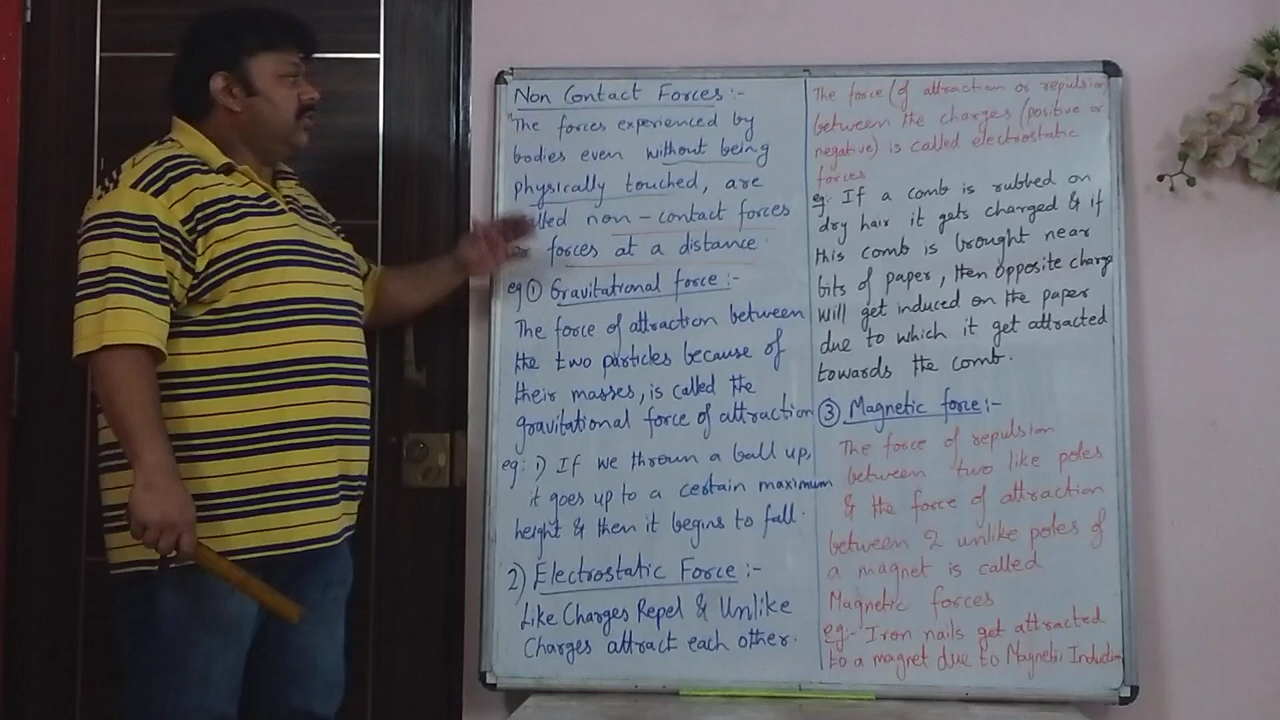 Non Contact Forces :-
"The forces experienced by
bodies even without being
physically touched, are
called non-contact forces
or forces at a distance.
eg ① Gravitational force :-
The force of attraction between
the two particles because of
their masses, is called the
gravitational force of attraction
eg: i) If we thrown a ball up,
it goes up to a certain maximum
height & then it begins to fall.
2) Electrostatic Force :-
Like Charges Repel & Unlike
Charges attract each other.
The force (of attraction or repulsion)
between the charges (positive or
negative) is called electrostatic
forces
eg:- If a comb is rubbed on
dry hair it gets charged & if
this comb is brought near
bits of paper, then opposite charge
will get induced on the paper
due to which it get attracted
towards the comb.
③ Magnetic force :-
The force of repulsion
between two like poles
& the force of attraction
between 2 unlike poles of
a magnet is called
Magnetic forces
eg:- Iron nails get attracted
to a magnet due to Magnetic Induction